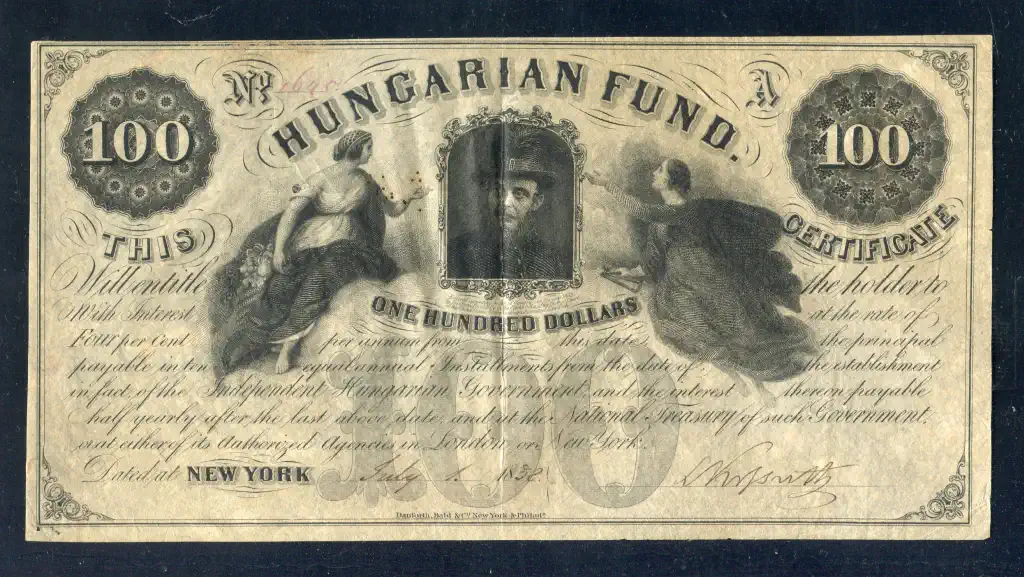 Nº 1645 A
HUNGARIAN FUND.
100 100
THIS CERTIFICATE
Will entitle the holder to
ONE HUNDRED DOLLARS
With Interest at the rate of
Four per Cent per annum from this date, the principal
payable in ten equal annual Installments from the date of the establishment
in fact of the Independent Hungarian Government, and the interest thereon payable
half yearly after the last above date, and at the National Treasury of such Government,
or at either of its Authorized Agencies in London or New York.
100
Dated at NEW YORK July 1. 1852
L Kossuth
Danforth, Bald & Co. New York & Philada.